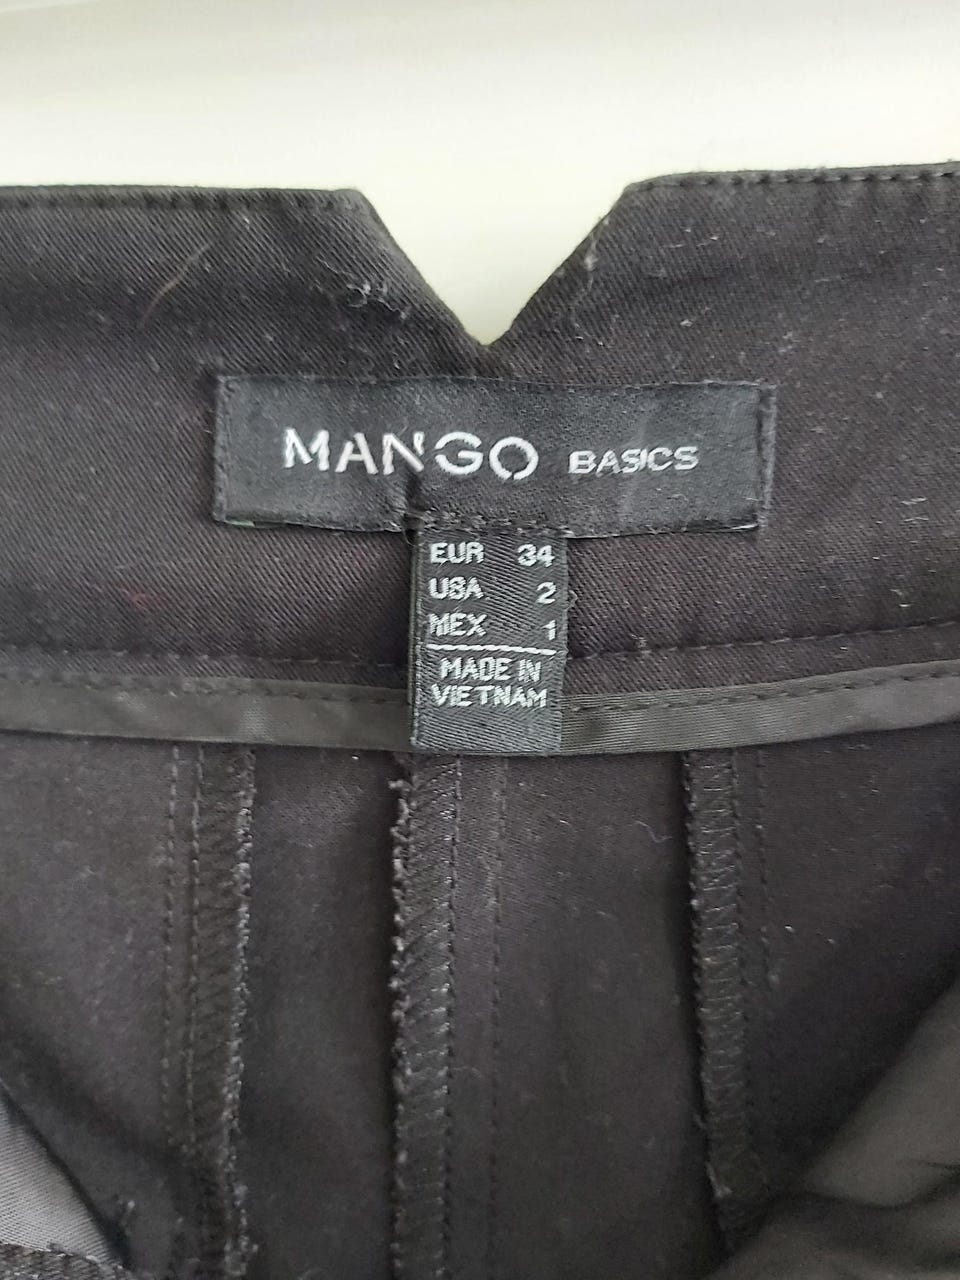 MANGO BASICS
EUR 34
USA 2
MEX 1
MADE IN
VIETNAM